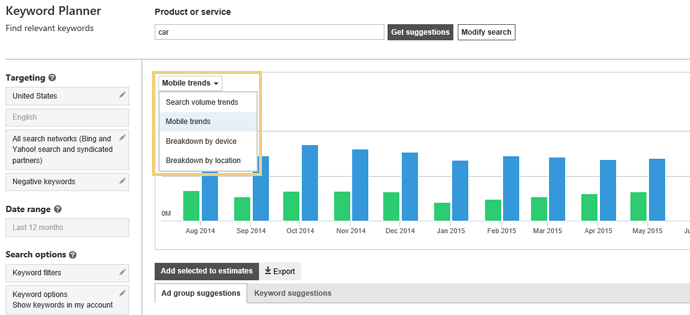 Keyword Planner
Find relevant keywords
Product or service
car
Get suggestions
Modify search
Targeting
United States
English
All search networks (Bing and
Yahoo! search and syndicated
partners)
Negative keywords
Date range
Last 12 months
Search options
Keyword filters
Keyword options
Show keywords in my account
Mobile trends
Search volume trends
Mobile trends
Breakdown by device
Breakdown by location
0M
Aug 2014 Sep 2014 Oct 2014 Nov 2014 Dec 2014 Jan 2015 Feb 2015 Mar 2015 Apr 2015 May 2015
Add selected to estimates
Export
Ad group suggestions
Keyword suggestions